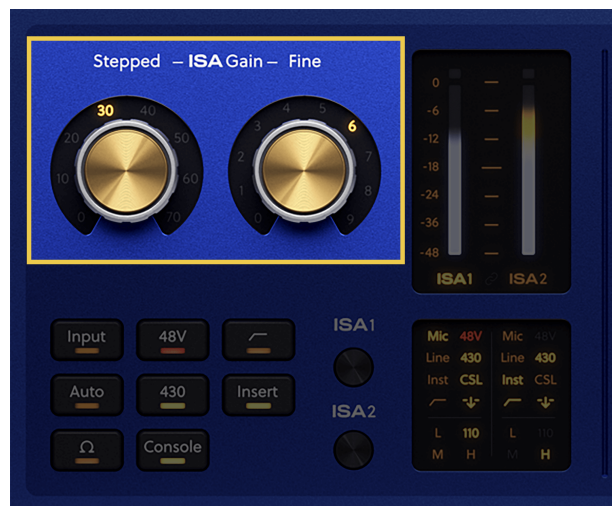 Stepped – ISA Gain – Fine
0 10 20 30 40 50 60 70
0 1 2 3 4 5 6 7 8 9
0
-6
-12
-18
-24
-36
-48
ISA1 ISA2
Input 48V
Auto 430 Insert
Ω Console
ISA1
ISA2
Mic 48V Mic 48V
Line 430 Line 430
Inst CSL Inst CSL
L 110 L 110
M H M H